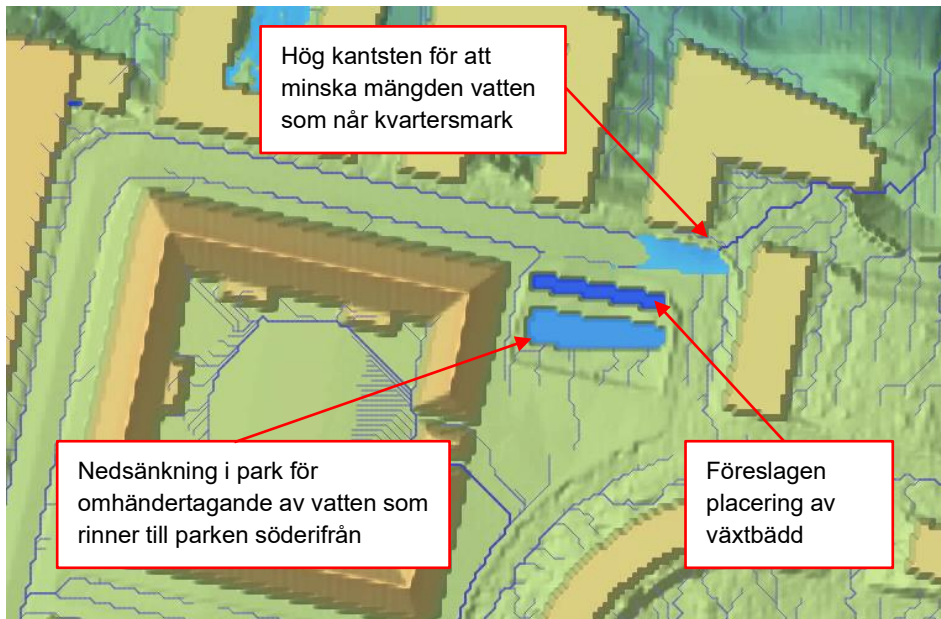 Hög kantsten för att
minska mängden vatten
som når kvartersmark
Nedsänkning i park för
omhändertagande av vatten som
rinner till parken söderifrån
Föreslagen
placering av
växtbädd